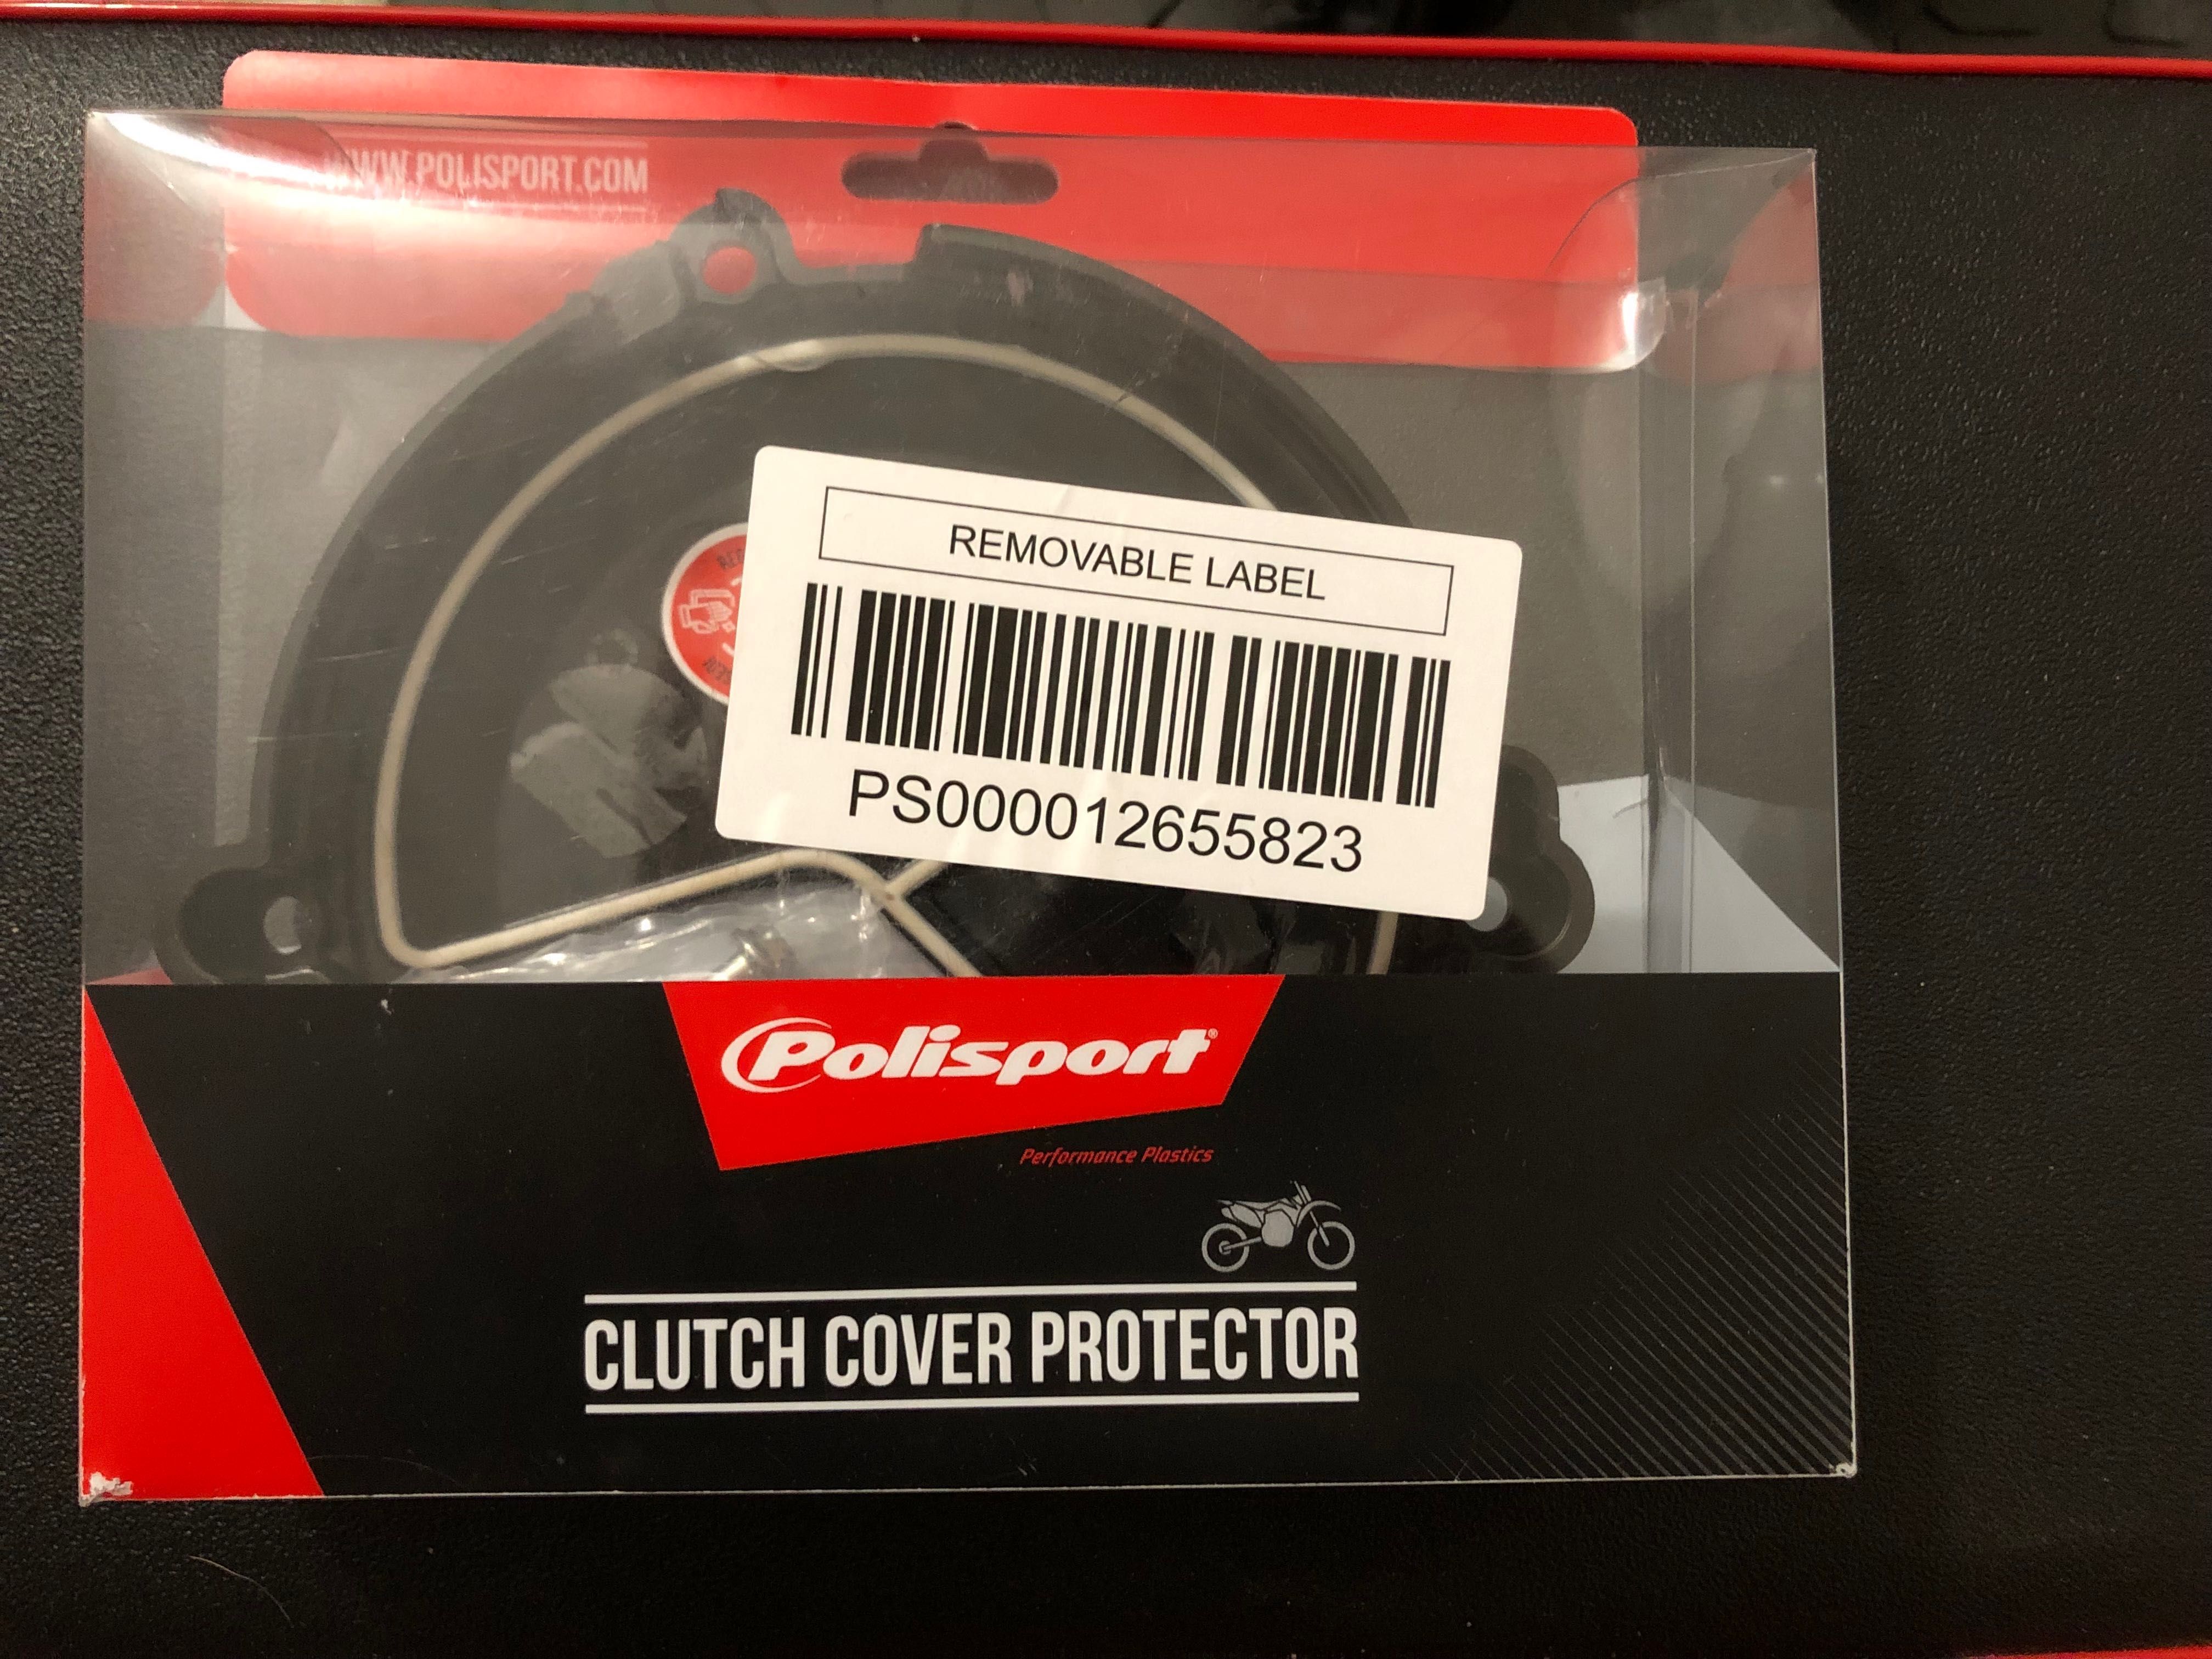 WWW.POLISPORT.COM
REMOVABLE LABEL
PS000012655823
Polisport®
Performance Plastics
CLUTCH COVER PROTECTOR